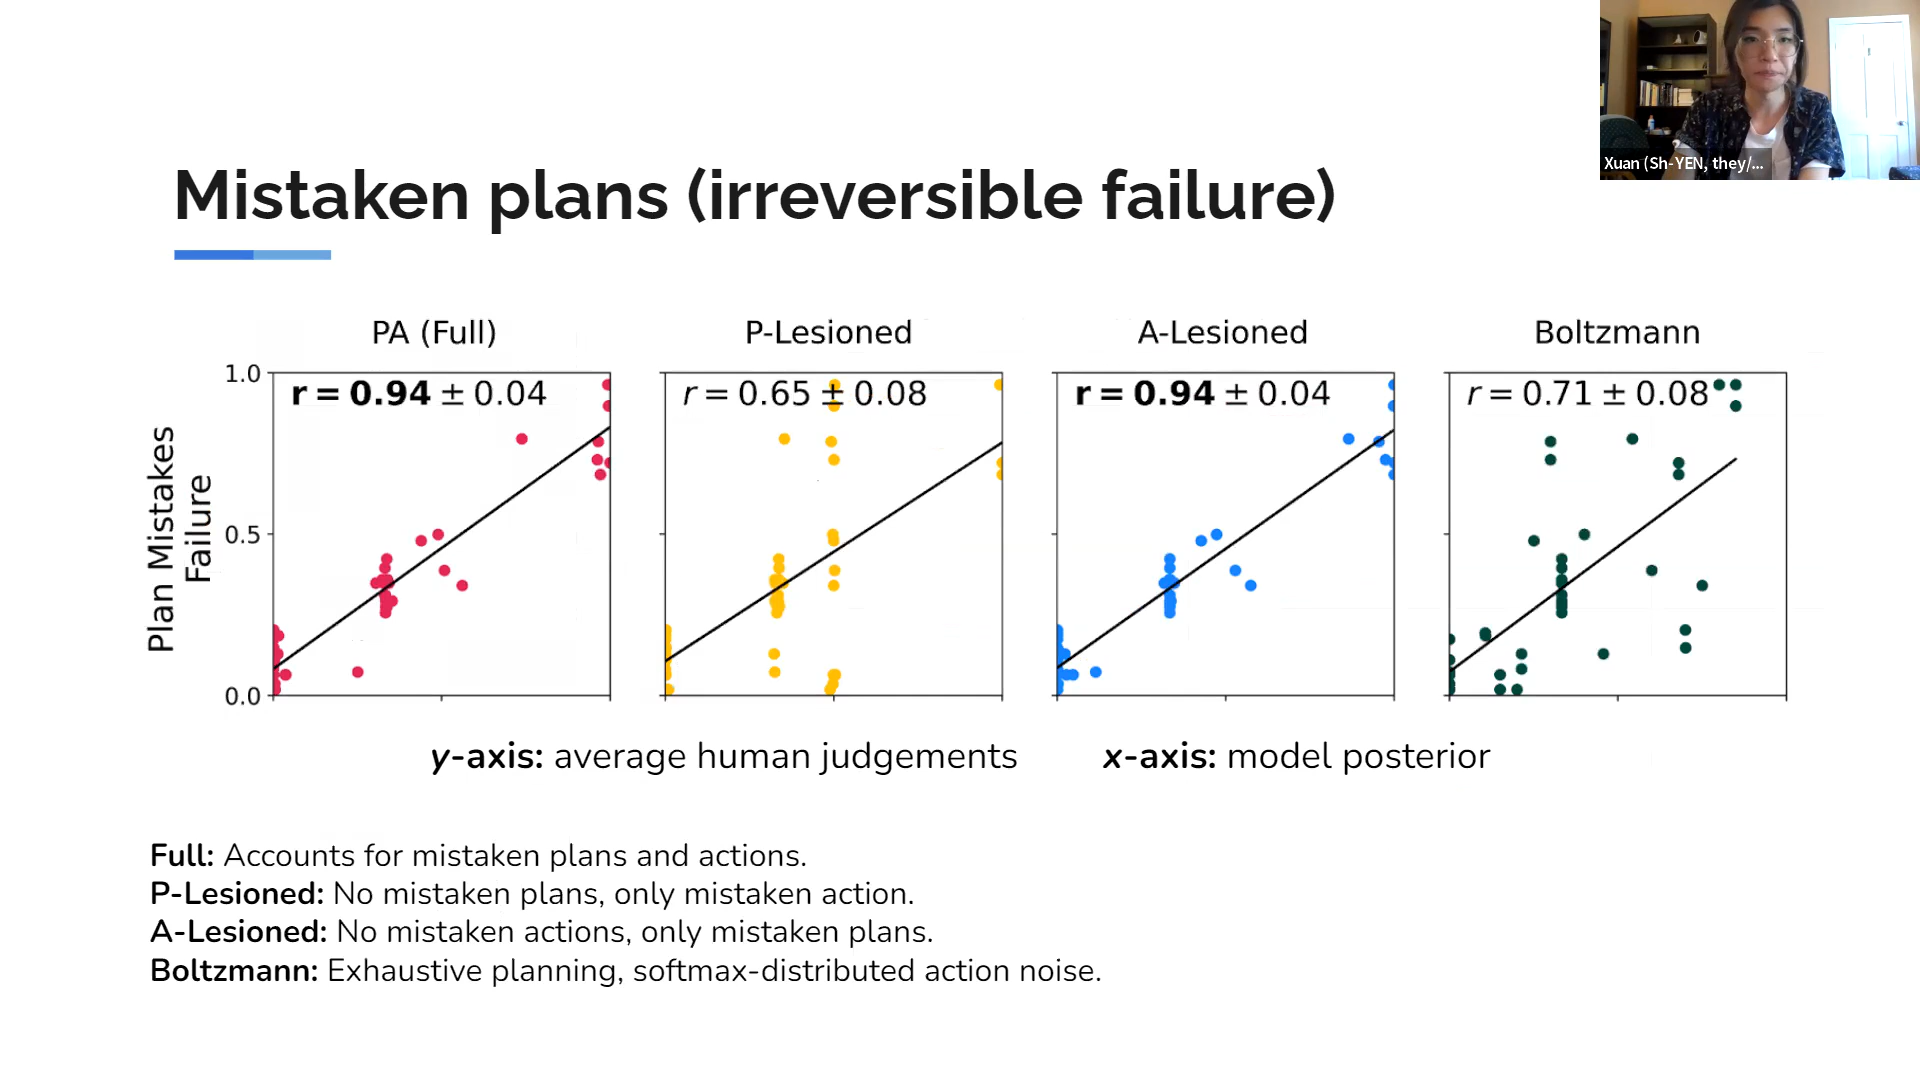 Xuan (Sh-YEN, they/...
Mistaken plans (irreversible failure)
PA (Full)
P-Lesioned
A-Lesioned
Boltzmann
r = 0.94 ± 0.04
r = 0.65 ± 0.08
r = 0.94 ± 0.04
r = 0.71 ± 0.08
Plan Mistakes
Failure
1.0
0.5
0.0
y-axis: average human judgements
x-axis: model posterior
Full: Accounts for mistaken plans and actions.
P-Lesioned: No mistaken plans, only mistaken action.
A-Lesioned: No mistaken actions, only mistaken plans.
Boltzmann: Exhaustive planning, softmax-distributed action noise.